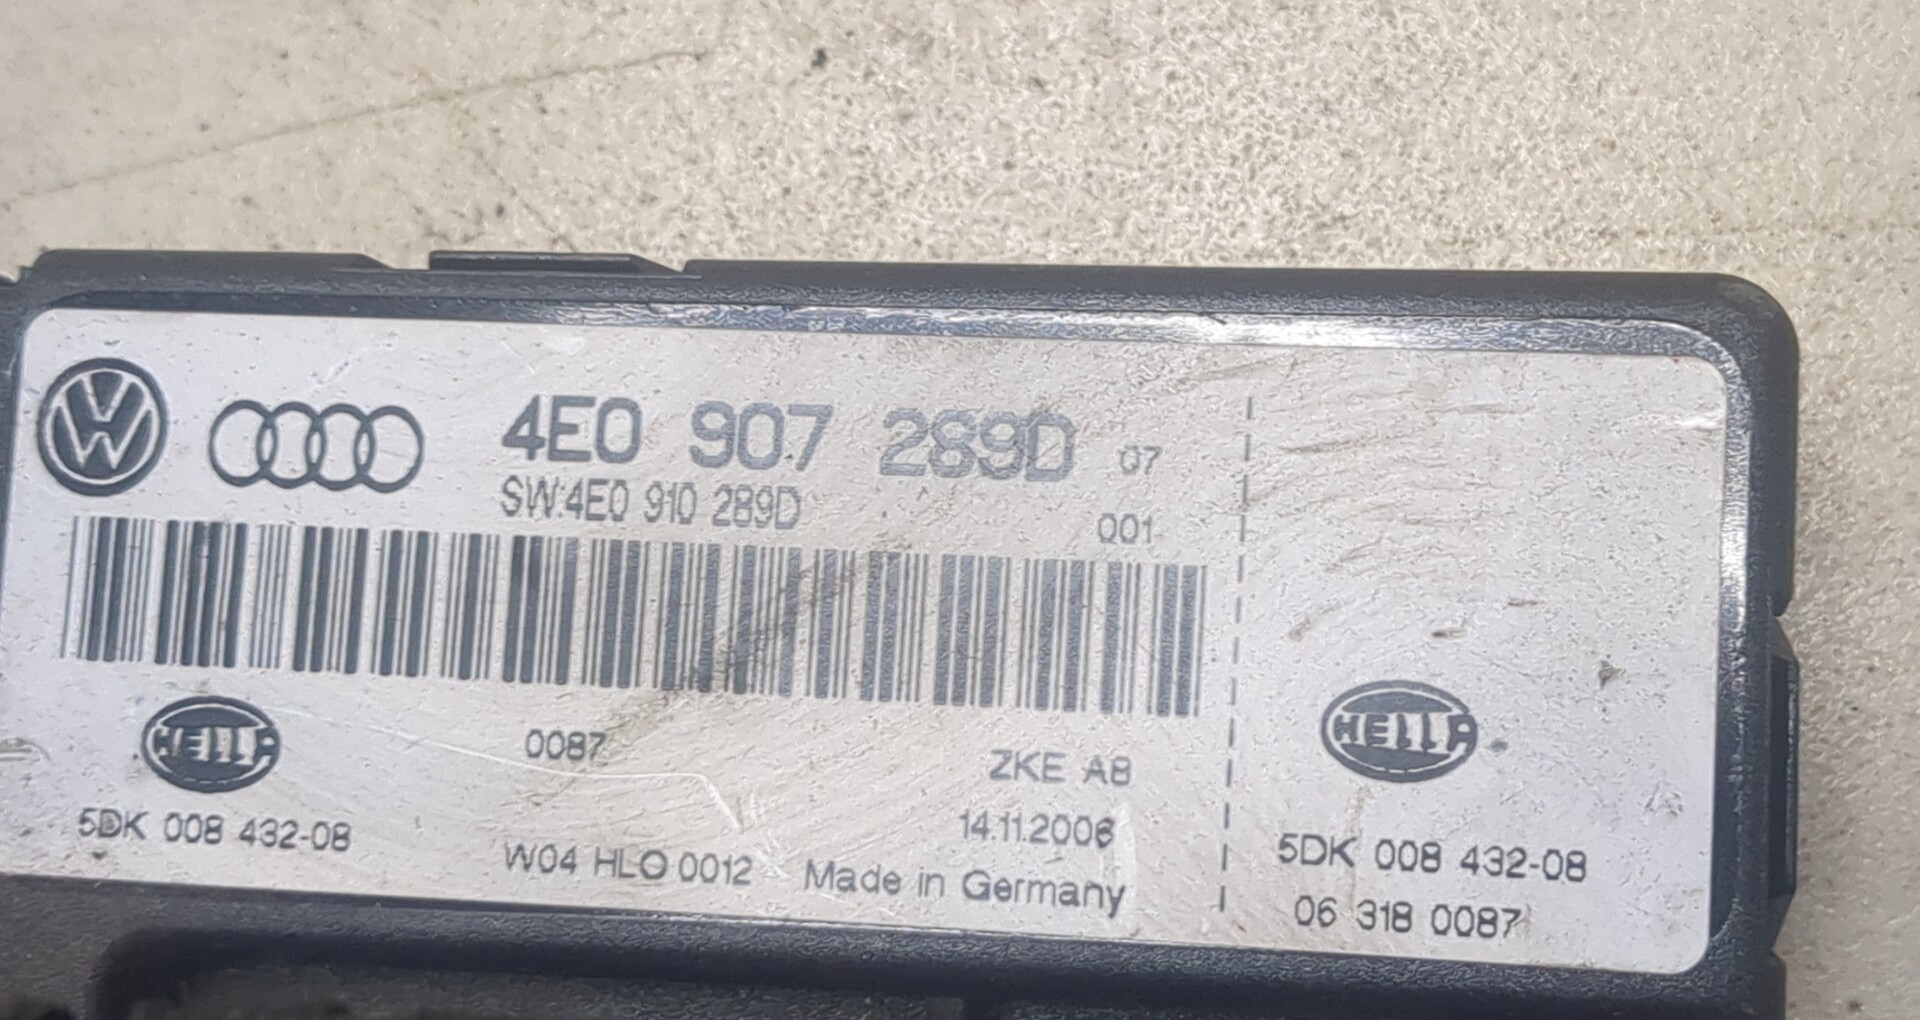 4E0 907 289D 07
SW:4E0 910 289D 001
HELLA
0087
ZKE A8
5DK 008 432-08
14.11.2006
W04 HLO 0012 Made in Germany
HELLA
5DK 008 432-08
06 318 0087